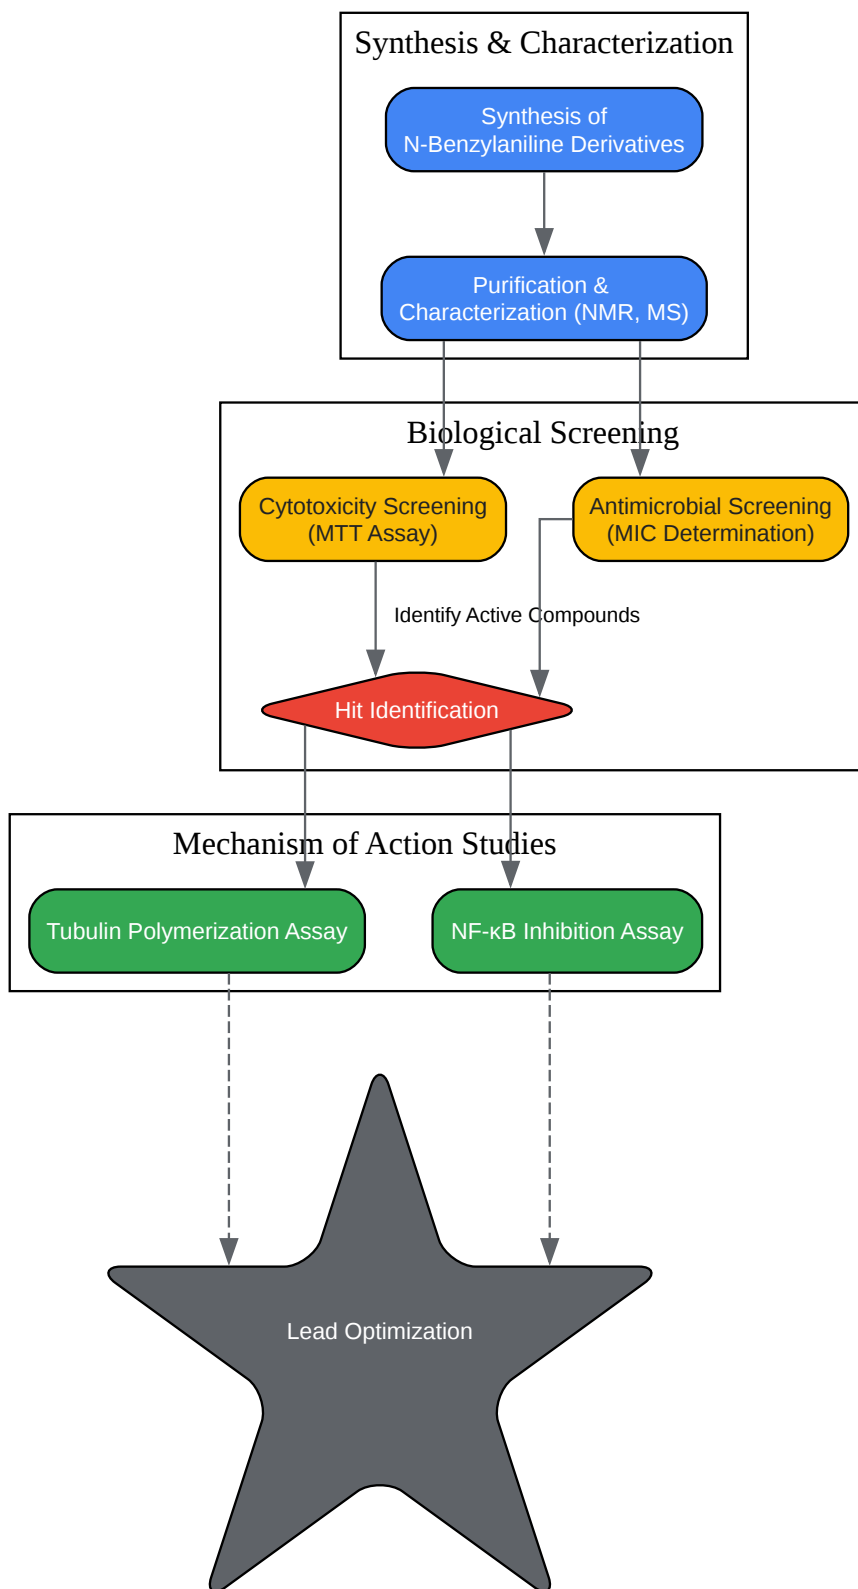 Synthesis & Characterization
Synthesis of
N-Benzylaniline Derivatives
Purification &
Characterization (NMR, MS)
Biological Screening
Cytotoxicity Screening
(MTT Assay)
Antimicrobial Screening
(MIC Determination)
Identify Active Compounds
Hit Identification
Mechanism of Action Studies
Tubulin Polymerization Assay
NF-κB Inhibition Assay
Lead Optimization